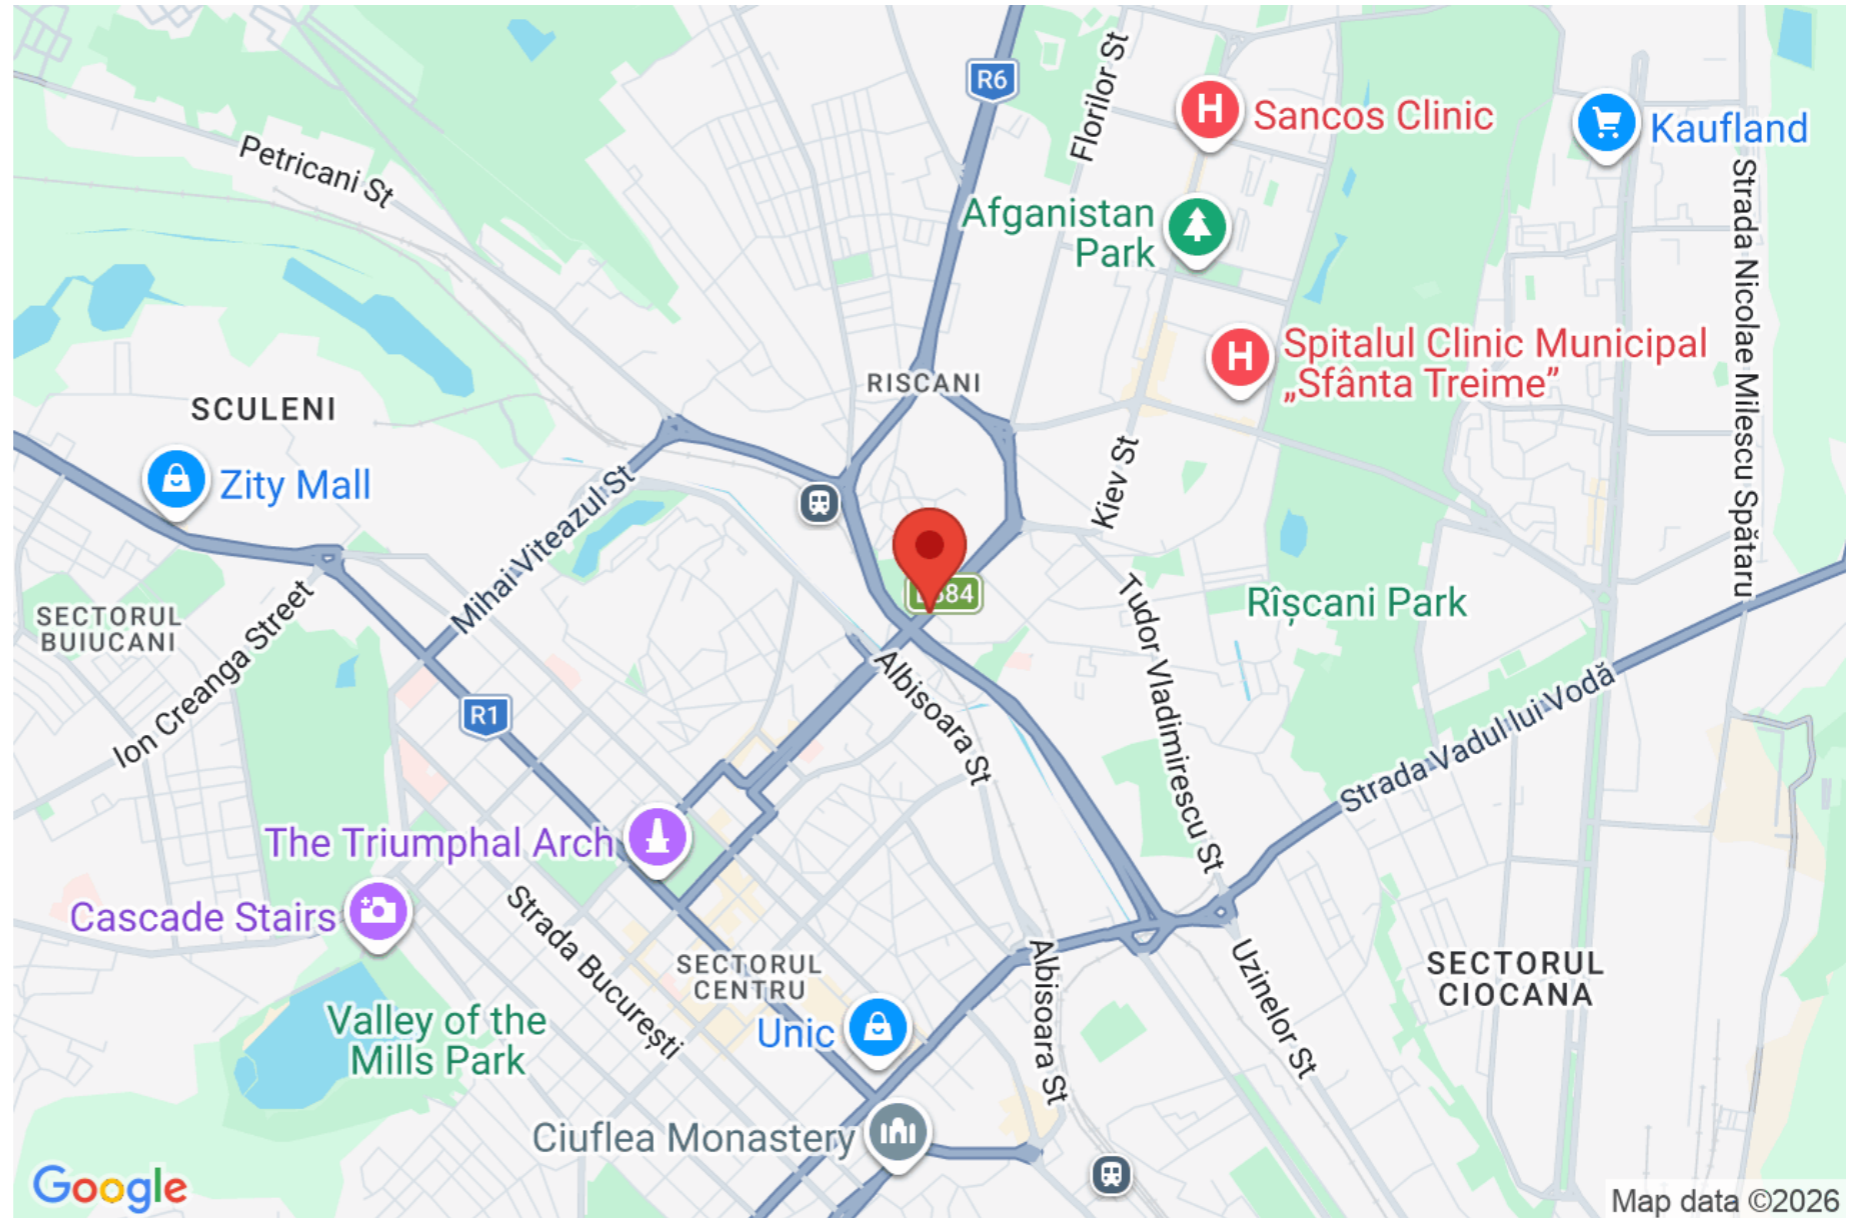 R6
Florilor St
Sancos Clinic
Kaufland
Petricani St
Afganistan
Park
Strada Nicolae Milescu Spătaru
Spitalul Clinic Municipal
„Sfânta Treime”
RISCANI
SCULENI
Zity Mall
Mihai Viteazul St
Kiev St
Rîșcani Park
SECTORUL
BUIUCANI
Ion Creanga Street
Tudor Vladimirescu St
Albisoara St
R1
Strada Vadul lui Vodă
The Triumphal Arch
Cascade Stairs
Strada București
SECTORUL
CENTRU
Albisoara St
Uzinelor St
SECTORUL
CIOCANA
Valley of the
Mills Park
Unic
Ciuflea Monastery
Google
Map data ©2026